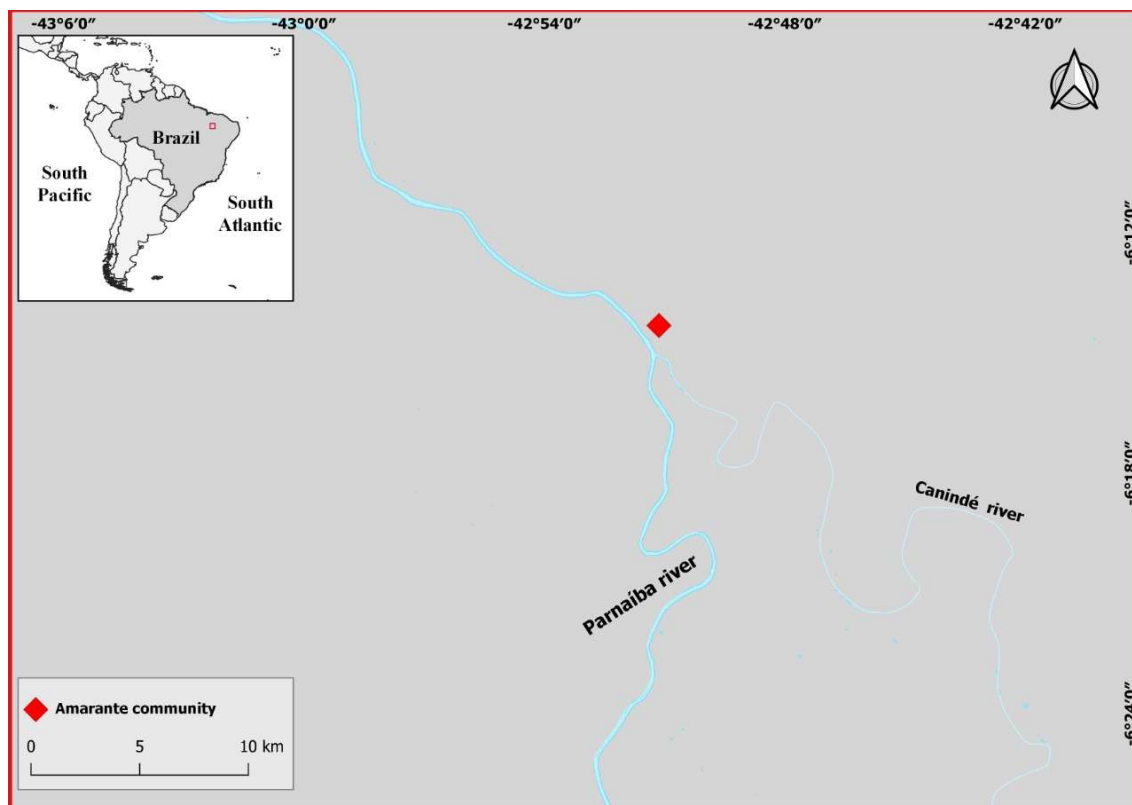 -43°6′0″
-43°0′0″
-42°54′0″
-42°48′0″
-42°42′0″
Brazil
South
Pacific
South
Atlantic
-6°12′0″
-6°18′0″
Canindé river
Parnaíba river
-6°24′0″
Amarante community
0 5 10 km